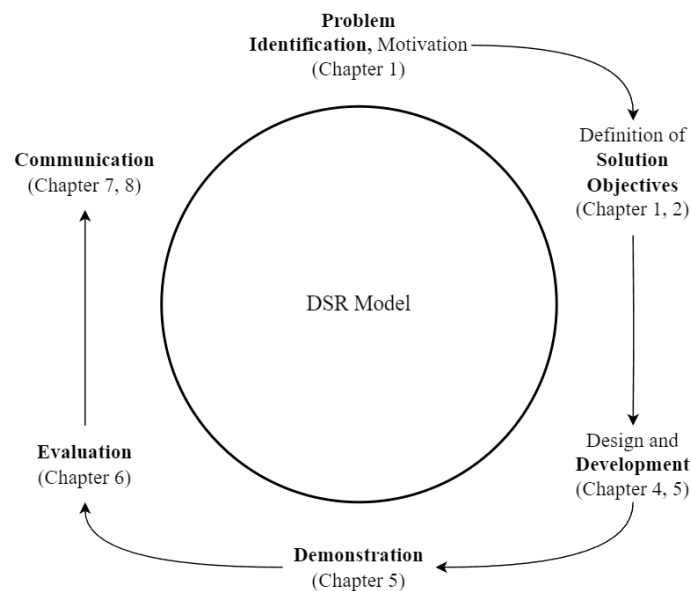 Problem
Identification, Motivation
(Chapter 1)
Definition of
Solution
Objectives
(Chapter 1, 2)
Design and
Development
(Chapter 4, 5)
Demonstration
(Chapter 5)
Evaluation
(Chapter 6)
Communication
(Chapter 7, 8)
DSR Model